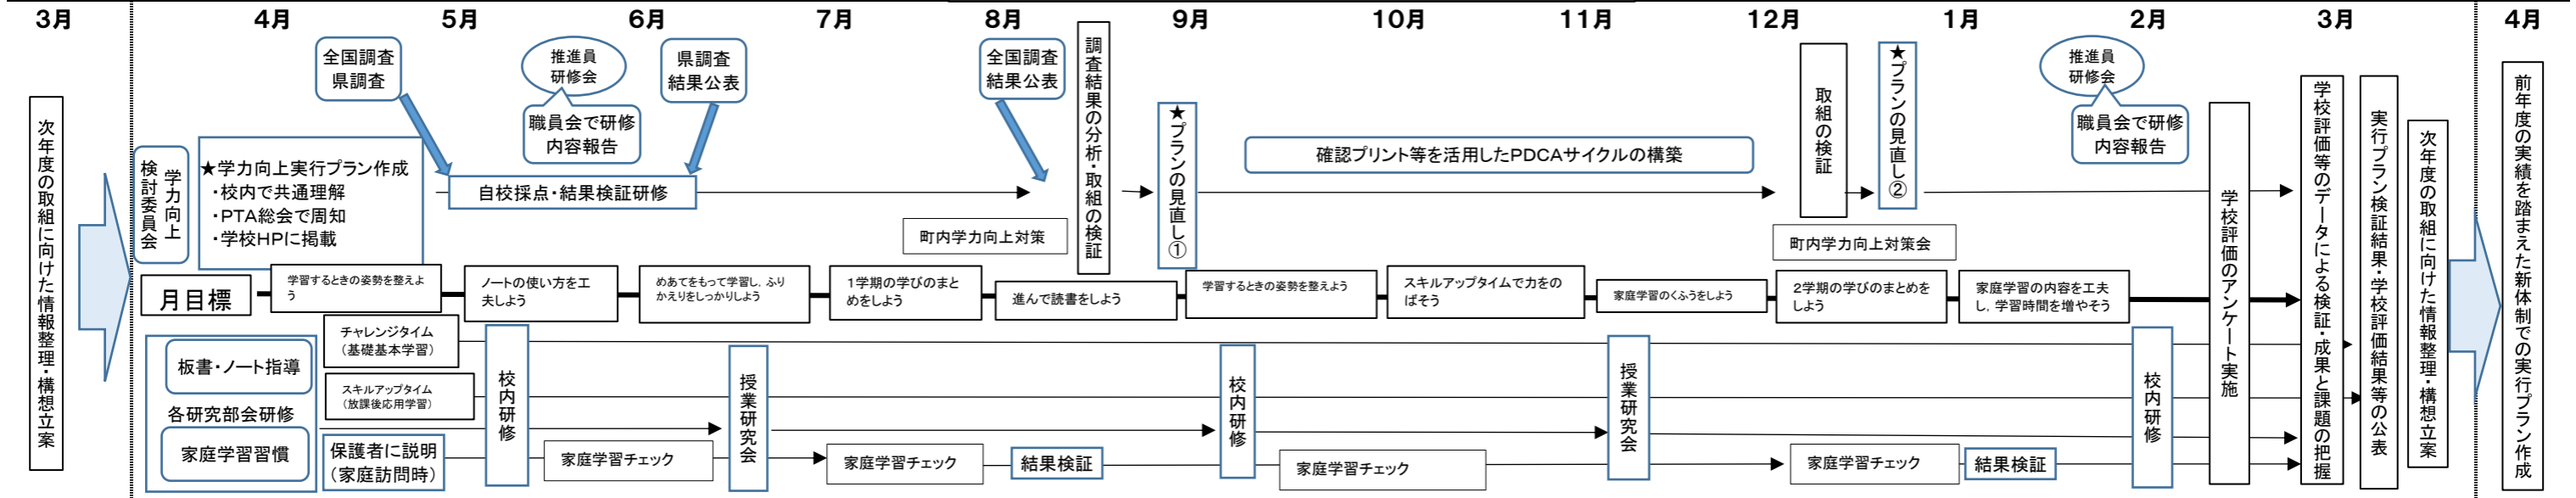 3月
4月
5月
6月
7月
8月
9月
10月
11月
12月
1月
2月
3月
4月
次年度の取組に向けた情報整理・構想立案
学力向上
検討委員会
★学力向上実行プラン作成
・校内で共通理解
・PTA総会で周知
・学校HPに掲載
全国調査
県調査
推進員
研修会
職員会で研修
内容報告
県調査
結果公表
自校採点・結果検証研修
全国調査
結果公表
町内学力向上対策
調査結果の分析・取組の検証
★プランの見直し①
確認プリント等を活用したPDCAサイクルの構築
取組の検証
★プランの見直し②
町内学力向上対策会
推進員
研修会
職員会で研修
内容報告
月目標
学習するときの姿勢を整えよ
う
ノートの使い方を工
夫しよう
めあてをもって学習し，ふり
かえりをしっかりしよう
1学期の学びのまと
めをしよう
進んで読書をしよう
学習するときの姿勢を整えよう
スキルアップタイムで力をの
ばそう
家庭学習のくふうをしよう
2学期の学びのまとめを
しよう
家庭学習の内容を工夫
し，学習時間を増やそう
板書・ノート指導
各研究部会研修
家庭学習習慣
チャレンジタイム
（基礎基本学習）
スキルアップタイム
（放課後応用学習）
保護者に説明
（家庭訪問時）
校内研修
家庭学習チェック
授業研究会
家庭学習チェック
結果検証
校内研修
家庭学習チェック
授業研究会
家庭学習チェック
結果検証
校内研修
学校評価のアンケート実施
学校評価等のデータによる検証・成果と課題の把握
実行プラン検証結果・学校評価結果等の公表
次年度の取組に向けた情報整理・構想立案
前年度の実績を踏まえた新体制での実行プラン作成